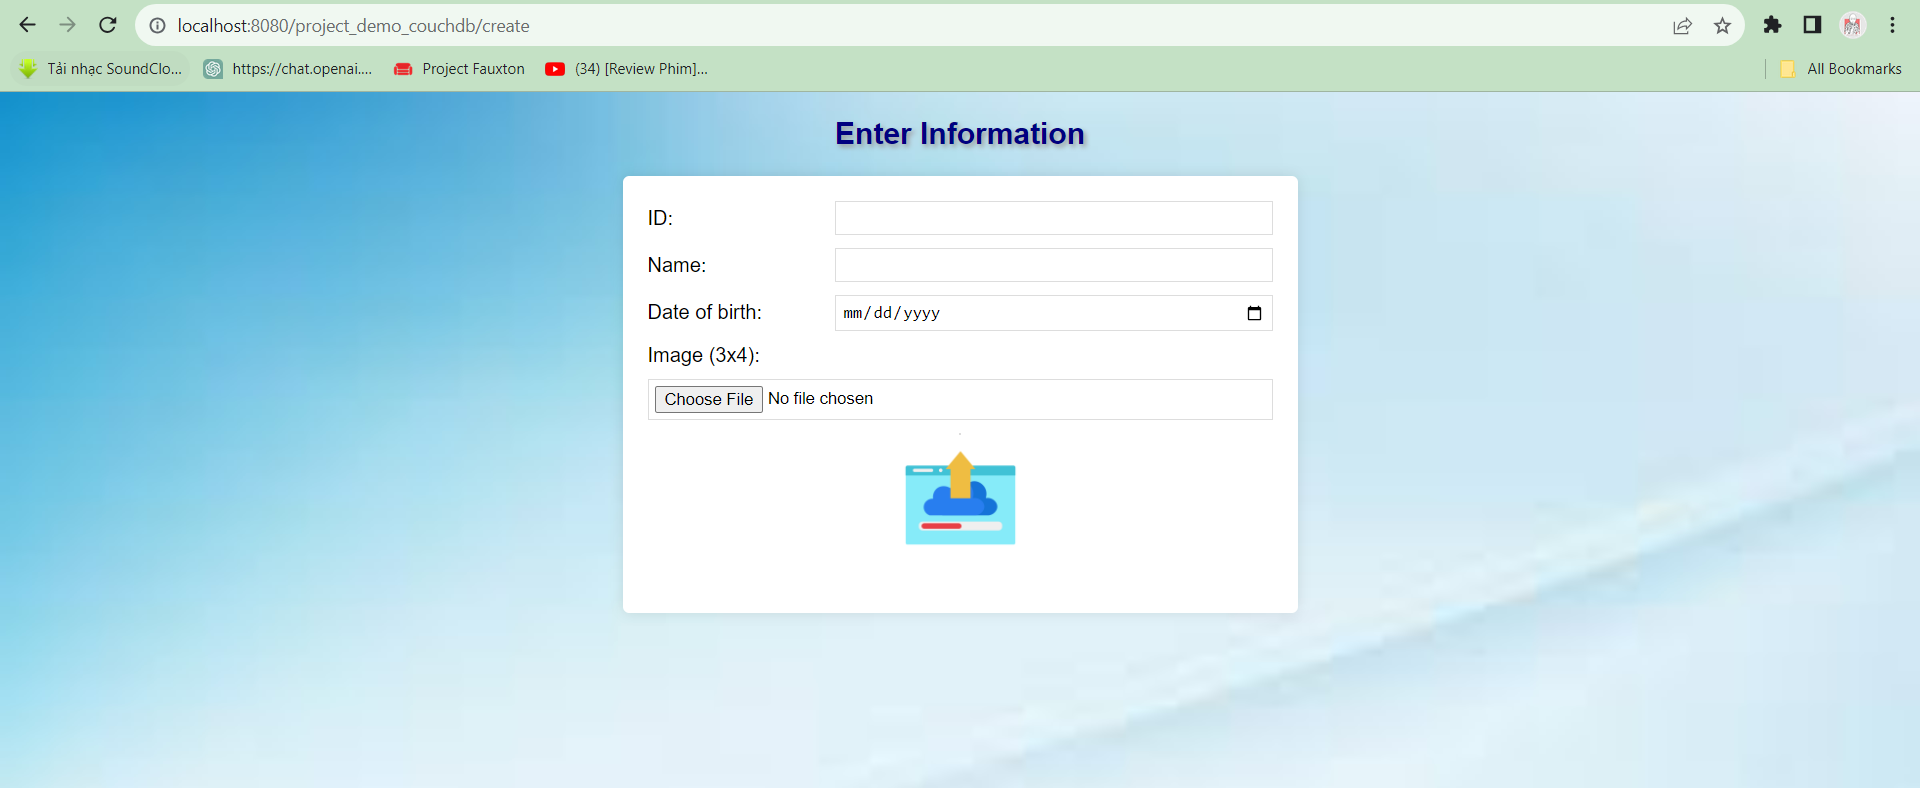 localhost:8080/project_demo_couchdb/create
Tải nhạc SoundClo... https://chat.openai.... Project Fauxton (34) [Review Phim]... All Bookmarks
Enter Information
ID:
Name:
Date of birth: mm/dd/yyyy
Image (3x4):
Choose File No file chosen